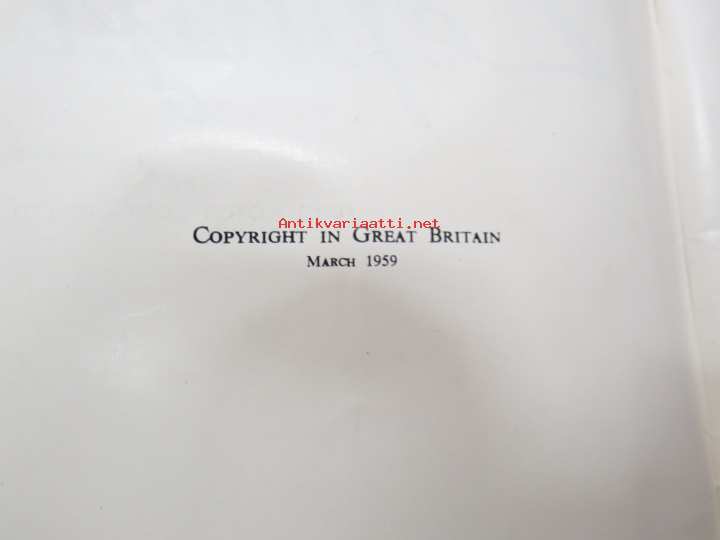 Antikvariaatti.net
COPYRIGHT IN GREAT BRITAIN
MARCH 1959